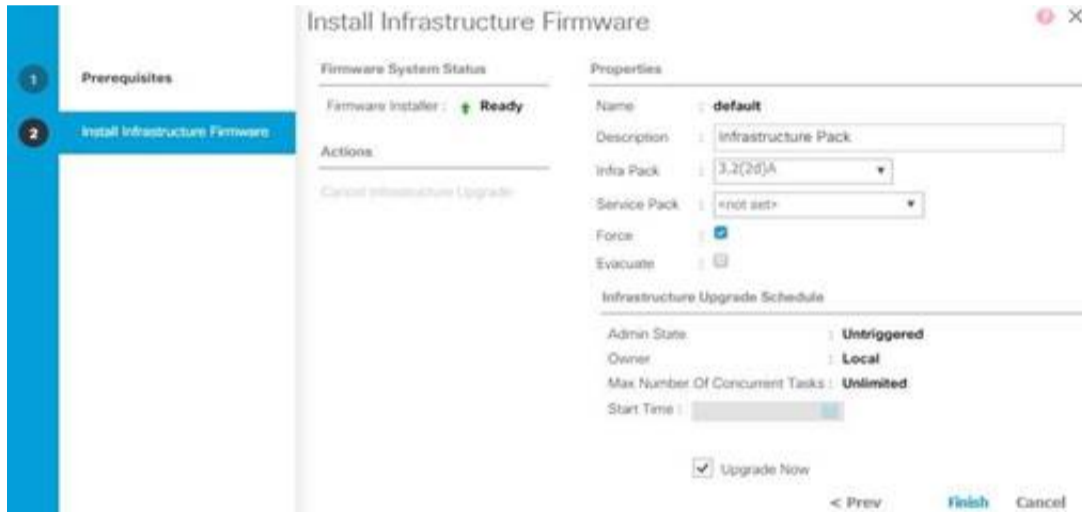 Install Infrastructure Firmware
?
1 Prerequisites
2 Install Infrastructure Firmware
Firmware System Status
Firmware Installer : Ready
Actions
Cancel Infrastructure Upgrade
Properties
Name : default
Description : Infrastructure Pack
Infra Pack : 3.2(2d)A
Service Pack : <not set>
Force :
Evacuate :
Infrastructure Upgrade Schedule
Admin State : Untriggered
Owner : Local
Max Number Of Concurrent Tasks : Unlimited
Start Time :
Upgrade Now
< Prev Finish Cancel